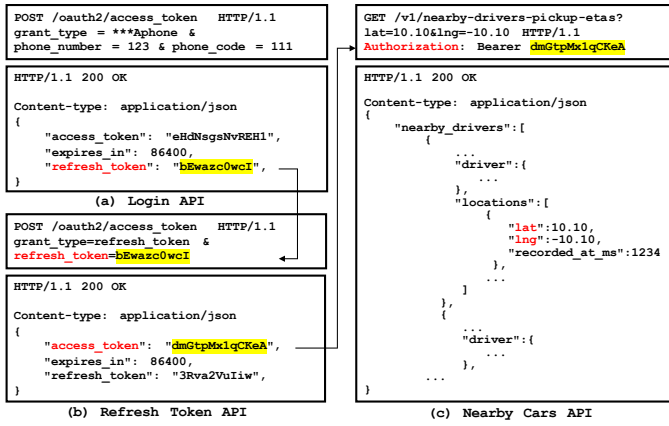 POST /oauth2/access_token HTTP/1.1
grant_type = ***Aphone &
phone_number = 123 & phone_code = 111
HTTP/1.1 200 OK
Content-type: application/json
{
"access_token": "eHdNsgsNvREH1",
"expires_in": 86400,
"refresh_token": "bEwazc0wcI",
}
(a) Login API
POST /oauth2/access_token HTTP/1.1
grant_type=refresh_token &
refresh_token=bEwazc0wcI
HTTP/1.1 200 OK
Content-type: application/json
{
"access_token": "dmGtpMx1qCKeA",
"expires_in": 86400,
"refresh_token": "3Rva2VuIiw",
}
(b) Refresh Token API
GET /v1/nearby-drivers-pickup-etas?
lat=10.10&lng=-10.10 HTTP/1.1
Authorization: Bearer dmGtpMx1qCKeA
HTTP/1.1 200 OK
Content-type: application/json
{
"nearby_drivers":[
{
...
"driver":{
...
},
"locations":[
{
"lat":10.10,
"lng":-10.10,
"recorded_at_ms":1234
},
...
]
},
{
...
"driver":{
...
},
...
}
(c) Nearby Cars API